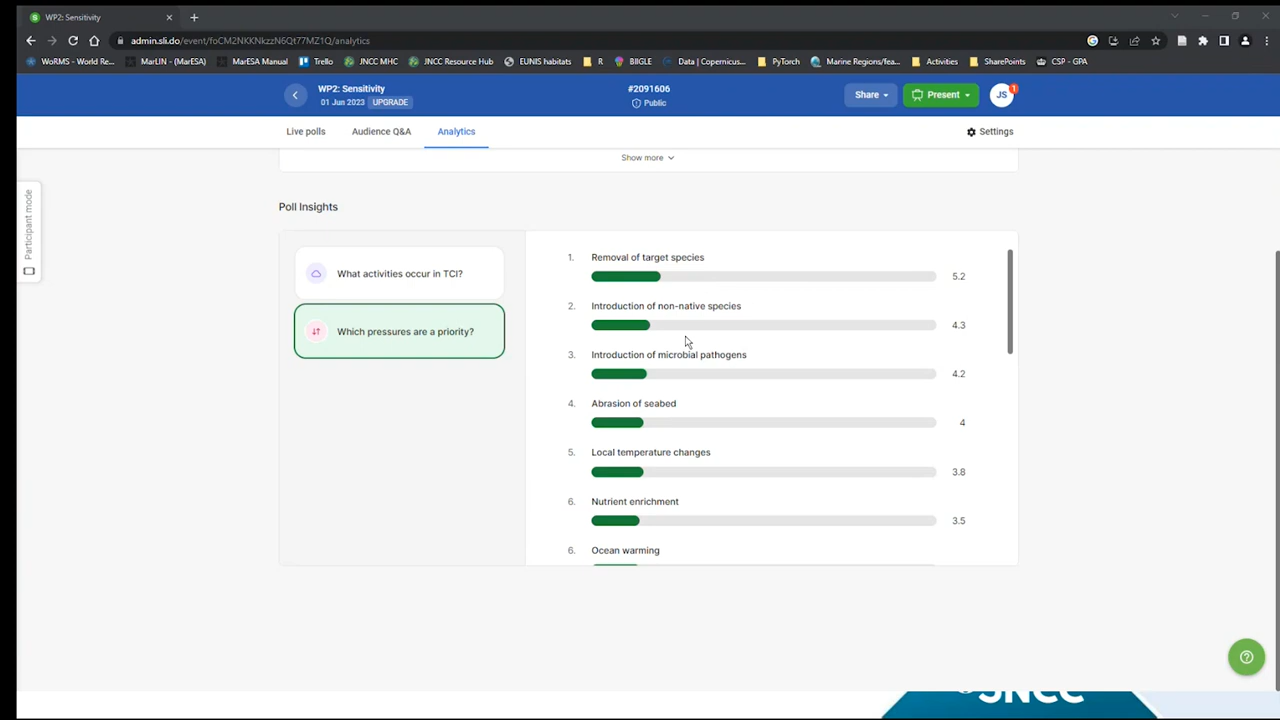 WP2: Sensitivity
admin.sli.do/event/foCM2NKKNkzzN6Qt77MZ1Q/analytics
WoRMS - World Re... MarLIN - (MarESA) MarESA Manual Trello JNCC MHC JNCC Resource Hub EUNIS habitats R BIIGLE Data | Copernicus... PyTorch Marine Regions/fea... Activities SharePoints CSP - GPA
WP2: Sensitivity
01 Jun 2023 UPGRADE
#2091606
Public
Share
Present
JS
1
Live polls Audience Q&A Analytics Settings
Show more
Participant mode
Poll Insights
What activities occur in TCI?
Which pressures are a priority?
1. Removal of target species
5.2
2. Introduction of non-native species
4.3
3. Introduction of microbial pathogens
4.2
4. Abrasion of seabed
4
5. Local temperature changes
3.8
6. Nutrient enrichment
3.5
6. Ocean warming
JNCC